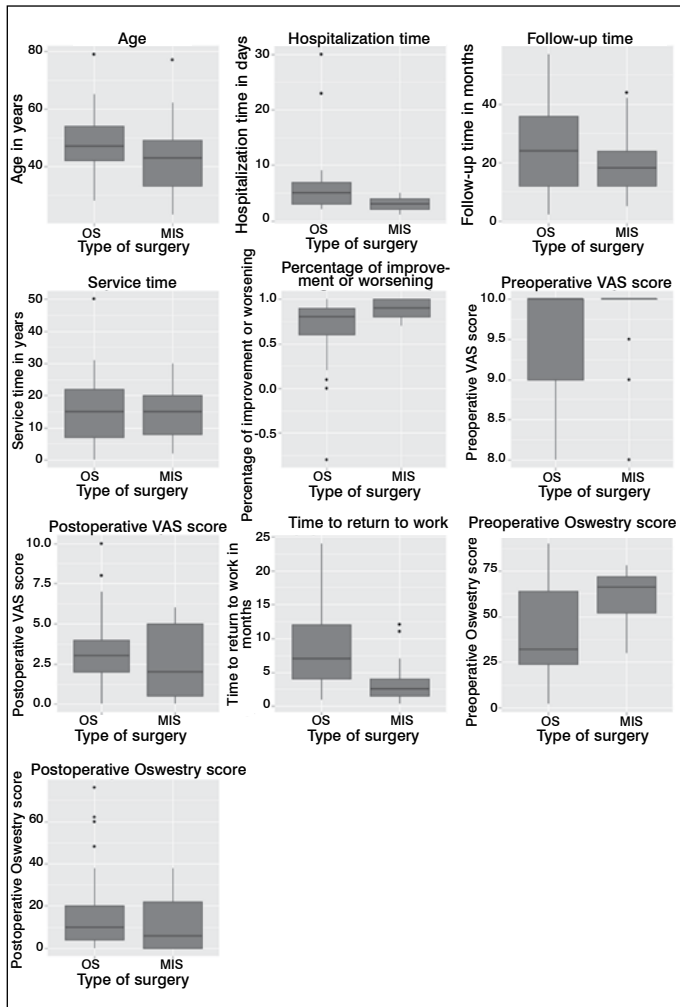 Age
Age in years
80
60
40
OS
MIS
Type of surgery
Hospitalization time
Hospitalization time in days
30
20
10
0
OS
MIS
Type of surgery
Follow-up time
Follow-up time in months
40
20
0
OS
MIS
Type of surgery
Service time
Service time in years
50
40
30
20
10
0
OS
MIS
Type of surgery
Percentage of improve-
ment or worsening
Percentage of improvement or worsening
1.0
0.5
0.0
-0.5
OS
MIS
Type of surgery
Preoperative VAS score
Preoperative VAS score
10.0
9.5
9.0
8.5
8.0
OS
MIS
Type of surgery
Postoperative VAS score
Postoperative VAS score
10.0
7.5
5.0
2.5
0.0
OS
MIS
Type of surgery
Time to return to work
Time to return to work in
months
25
20
15
10
5
0
OS
MIS
Type of surgery
Preoperative Oswestry score
Preoperative Oswestry score
75
50
25
0
OS
MIS
Type of surgery
Postoperative Oswestry score
Postoperative Oswestry score
60
40
20
0
OS
MIS
Type of surgery